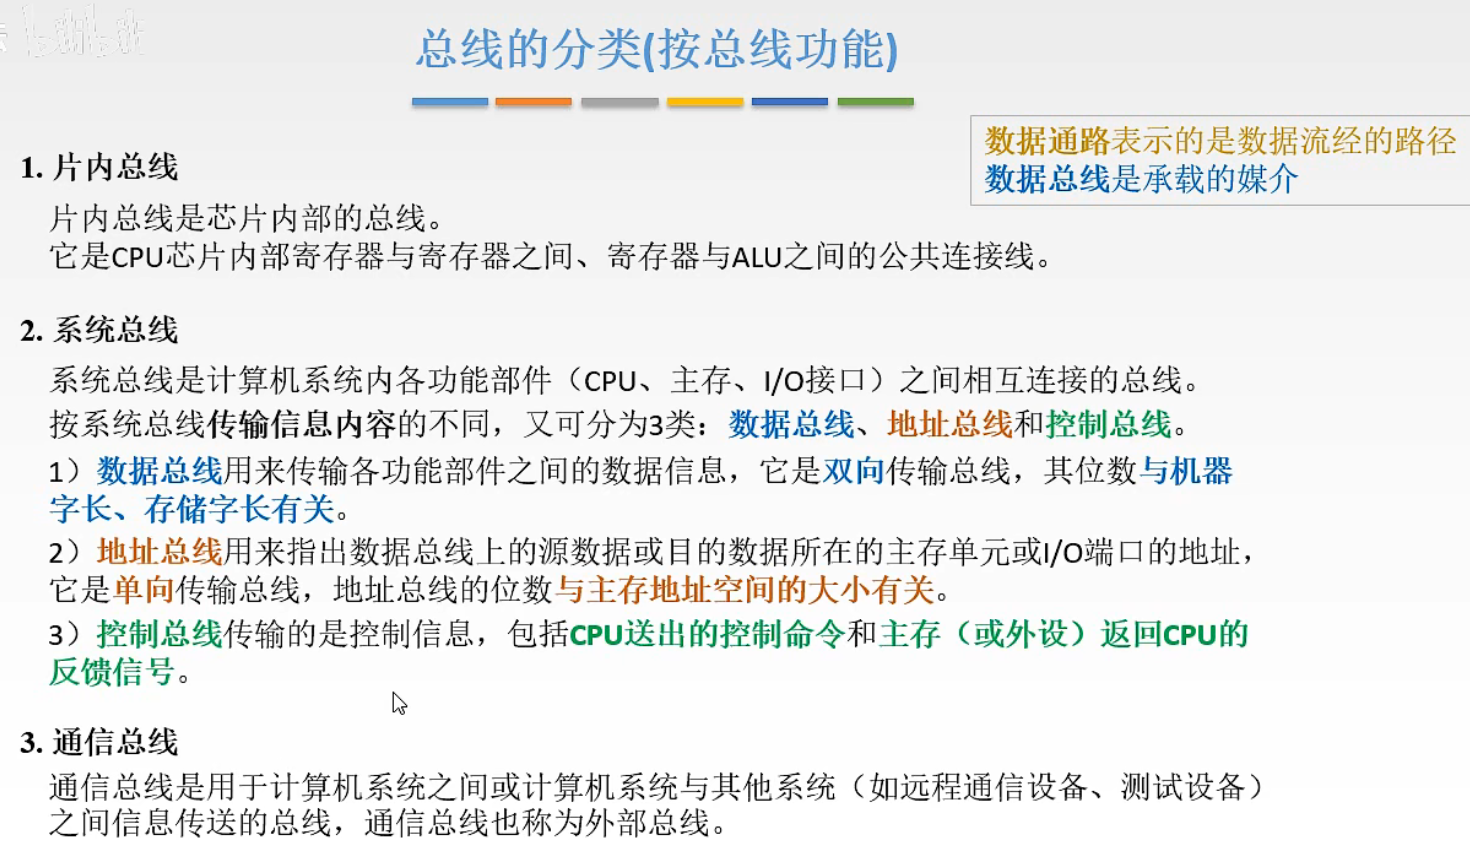 bilibili
总线的分类(按总线功能)
数据通路表示的是数据流经的路径
数据总线是承载的媒介
1. 片内总线
片内总线是芯片内部的总线。
它是CPU芯片内部寄存器与寄存器之间、寄存器与ALU之间的公共连接线。
2. 系统总线
系统总线是计算机系统内各功能部件（CPU、主存、I/O接口）之间相互连接的总线。
按系统总线传输信息内容的不同，又可分为3类：数据总线、地址总线和控制总线。
1）数据总线用来传输各功能部件之间的数据信息，它是双向传输总线，其位数与机器
字长、存储字长有关。
2）地址总线用来指出数据总线上的源数据或目的数据所在的主存单元或I/O端口的地址，
它是单向传输总线，地址总线的位数与主存地址空间的大小有关。
3）控制总线传输的是控制信息，包括CPU送出的控制命令和主存（或外设）返回CPU的
反馈信号。
3. 通信总线
通信总线是用于计算机系统之间或计算机系统与其他系统（如远程通信设备、测试设备）
之间信息传送的总线，通信总线也称为外部总线。